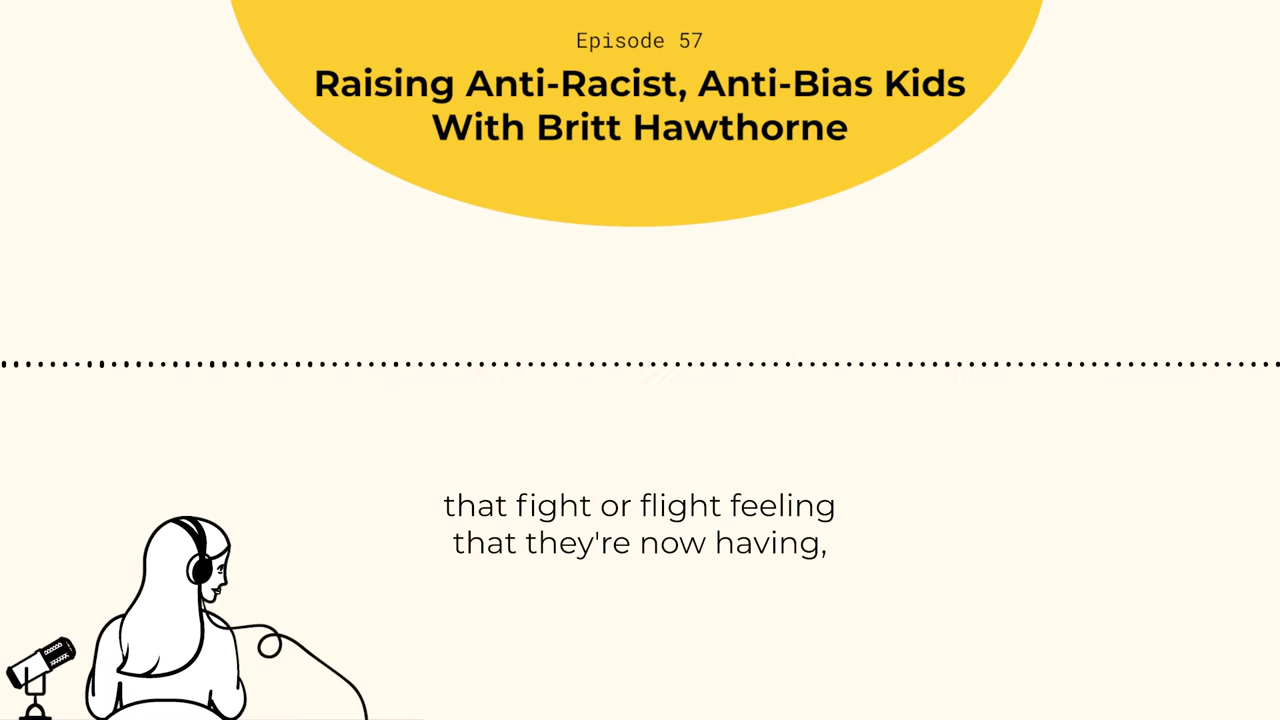 Episode 57
Raising Anti-Racist, Anti-Bias Kids
With Britt Hawthorne
that fight or flight feeling
that they're now having,